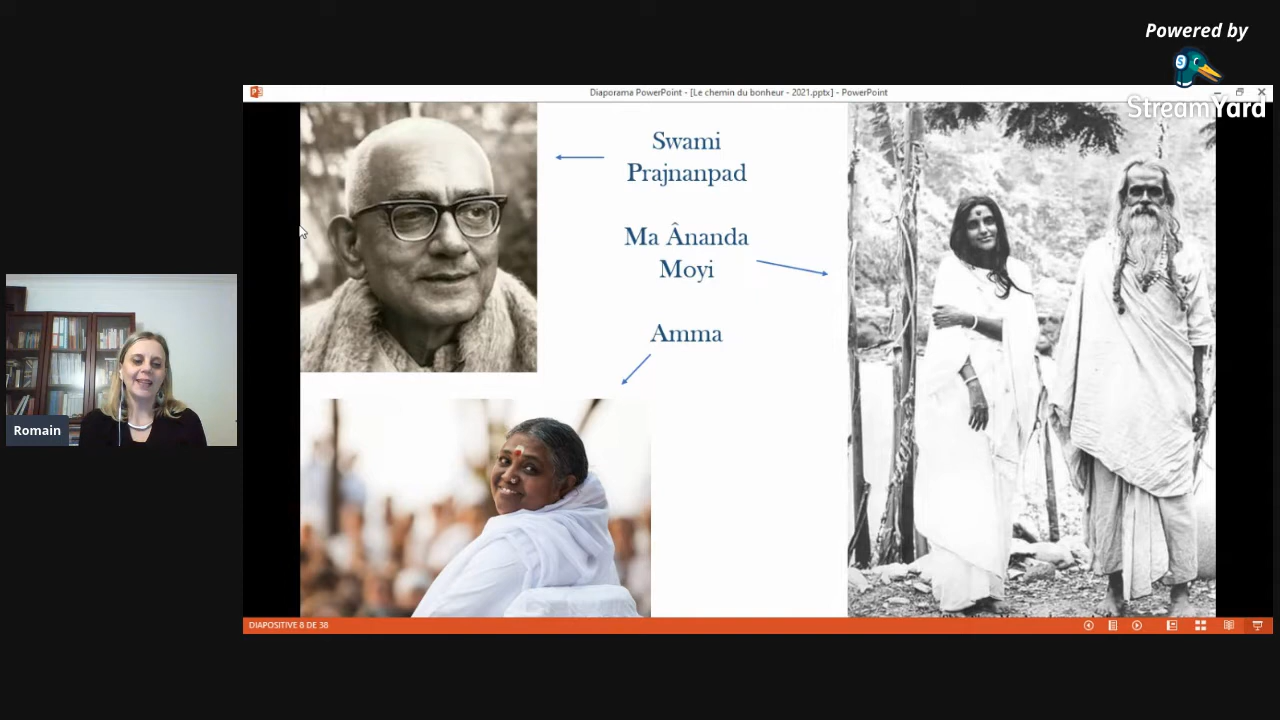 Powered by
StreamYard
Diaporama PowerPoint - [Le chemin du bonheur - 2021.pptx] - PowerPoint
Swami
Prajnanpad
Ma Ânanda
Moyi
Amma
Romain
DIAPOSITIVE 8 DE 38